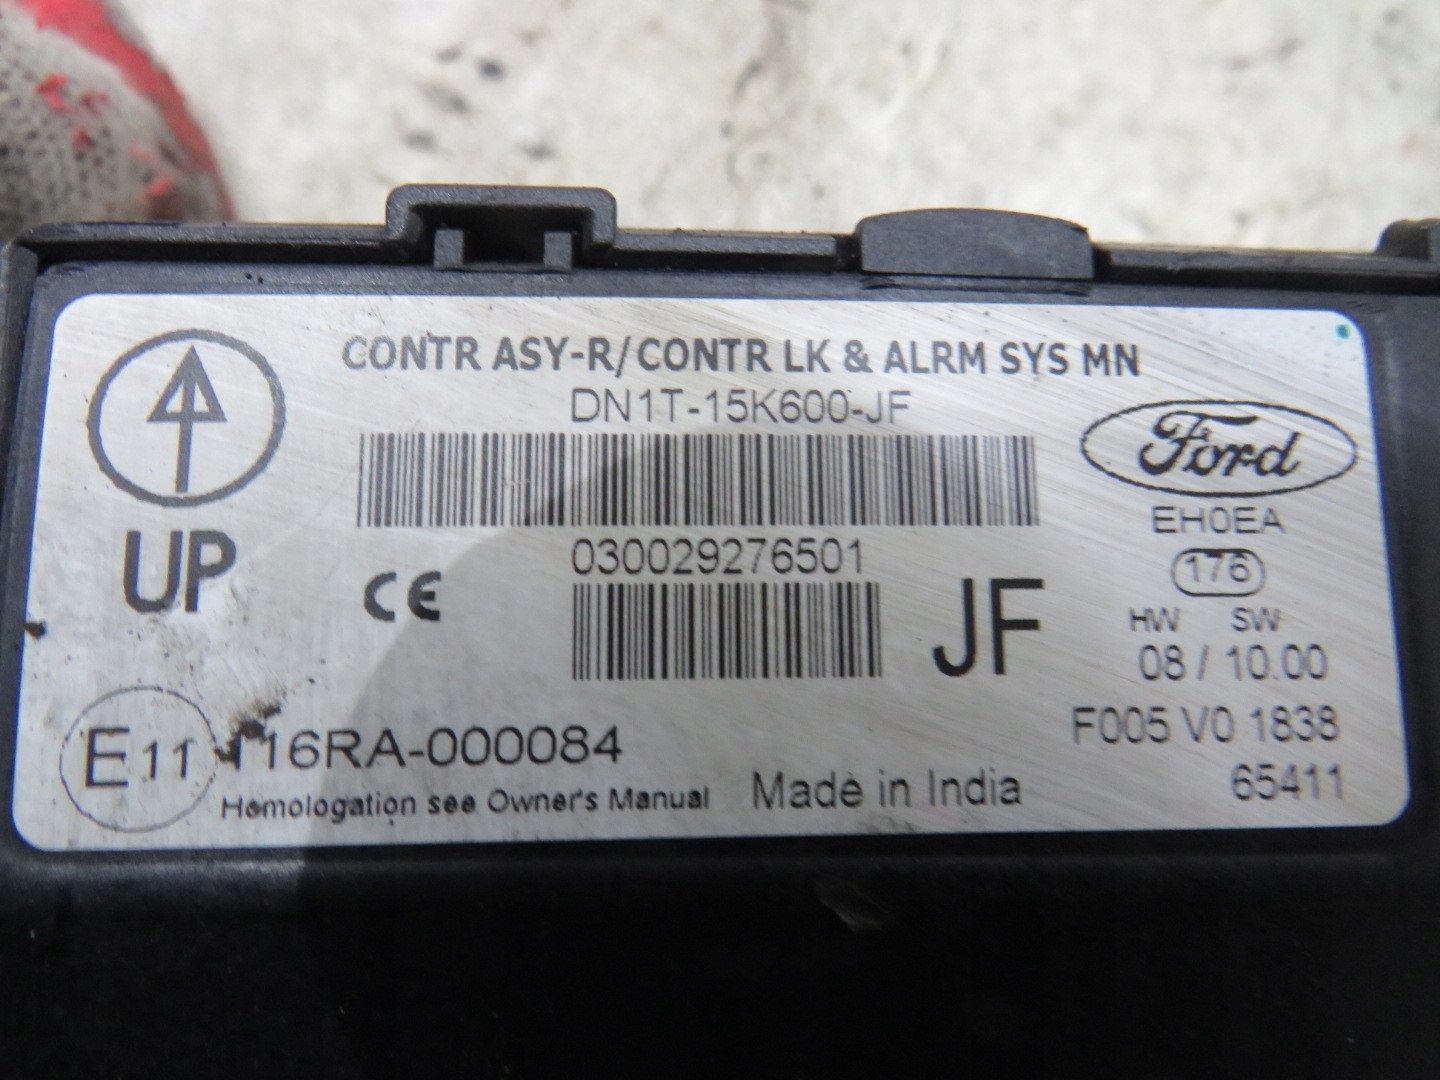 CONTR ASY-R/CONTR LK & ALRM SYS MN
DN1T-15K600-JF
Ford
EH0EA
176
UP
CE
030029276501
JF
HW SW
08 / 10.00
F005 V0 1838
65411
E11 116RA-000084
Homologation see Owner's Manual
Made in India